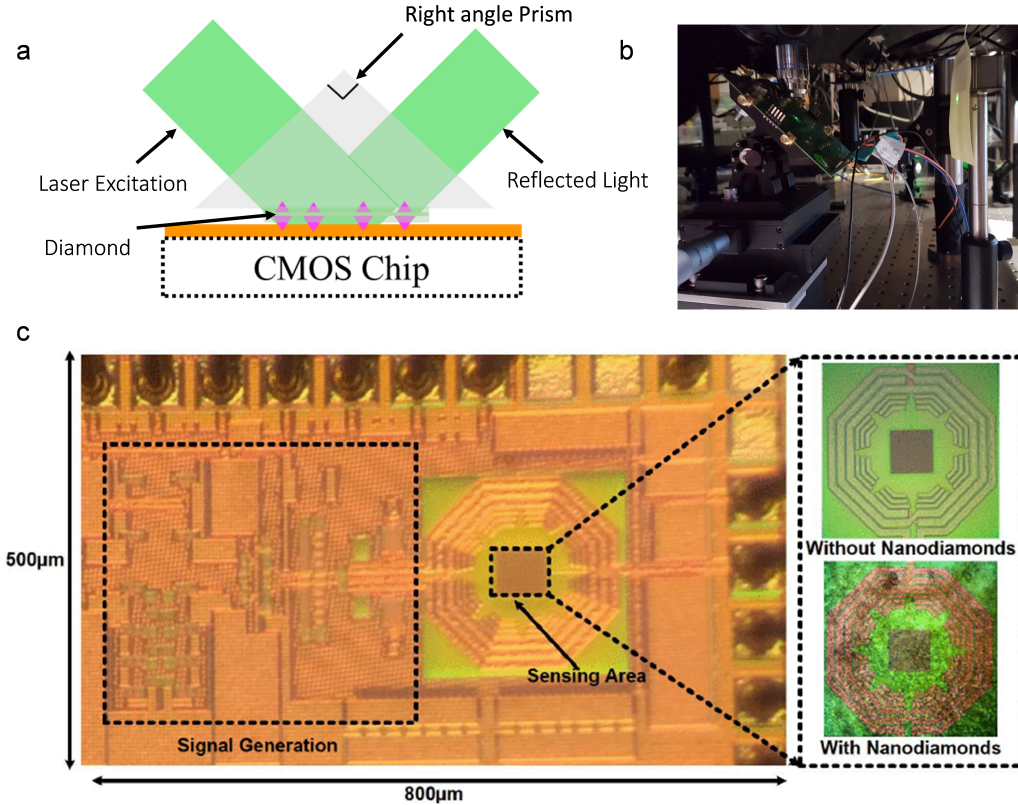 a
Right angle Prism
Laser Excitation
Reflected Light
Diamond
CMOS Chip
b
c
500µm
Sensing Area
Signal Generation
800µm
Without Nanodiamonds
With Nanodiamonds